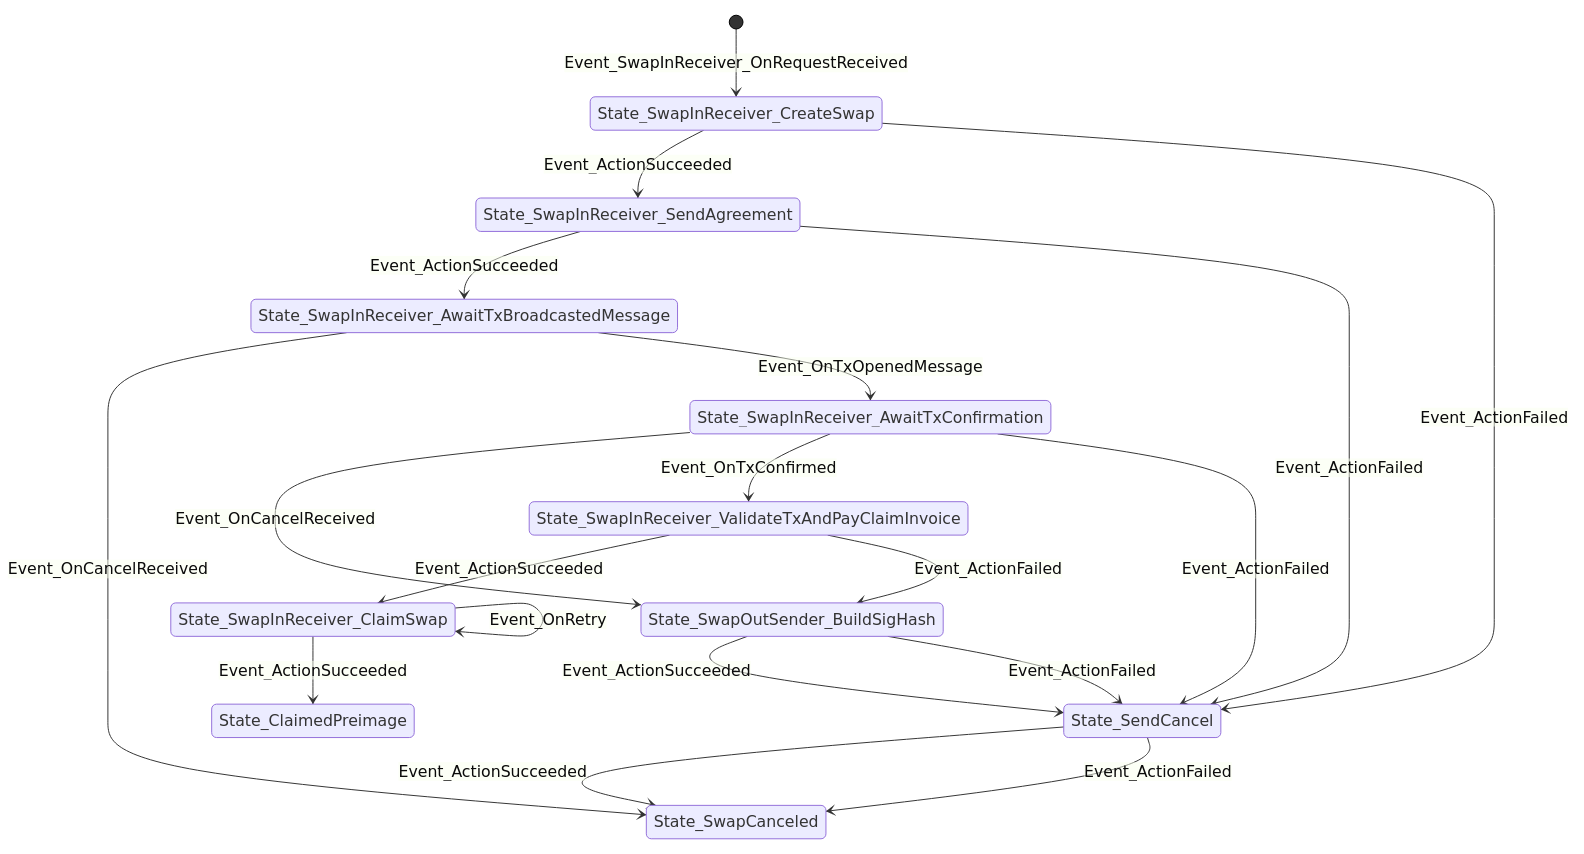 Event_SwapInReceiver_OnRequestReceived
State_SwapInReceiver_CreateSwap
Event_ActionSucceeded
State_SwapInReceiver_SendAgreement
Event_ActionSucceeded
State_SwapInReceiver_AwaitTxBroadcastedMessage
Event_OnTxOpenedMessage
State_SwapInReceiver_AwaitTxConfirmation
Event_ActionFailed
Event_OnTxConfirmed
Event_ActionFailed
Event_OnCancelReceived
State_SwapInReceiver_ValidateTxAndPayClaimInvoice
Event_OnCancelReceived
Event_ActionSucceeded
Event_ActionFailed
Event_ActionFailed
State_SwapInReceiver_ClaimSwap
Event_OnRetry
State_SwapOutSender_BuildSigHash
Event_ActionSucceeded
Event_ActionSucceeded
Event_ActionFailed
State_ClaimedPreimage
State_SendCancel
Event_ActionSucceeded
Event_ActionFailed
State_SwapCanceled